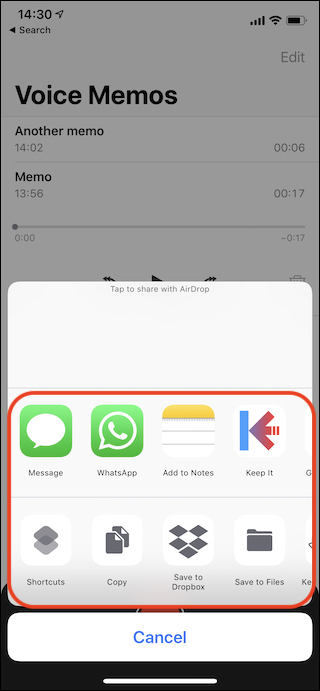 14:30
◀ Search
Edit
Voice Memos
Another memo
14:02 00:06
Memo
13:56 00:17
0:00 −0:17
Tap to share with AirDrop
Message WhatsApp Add to Notes Keep It G
Shortcuts Copy Save to Dropbox Save to Files Ke
Cancel